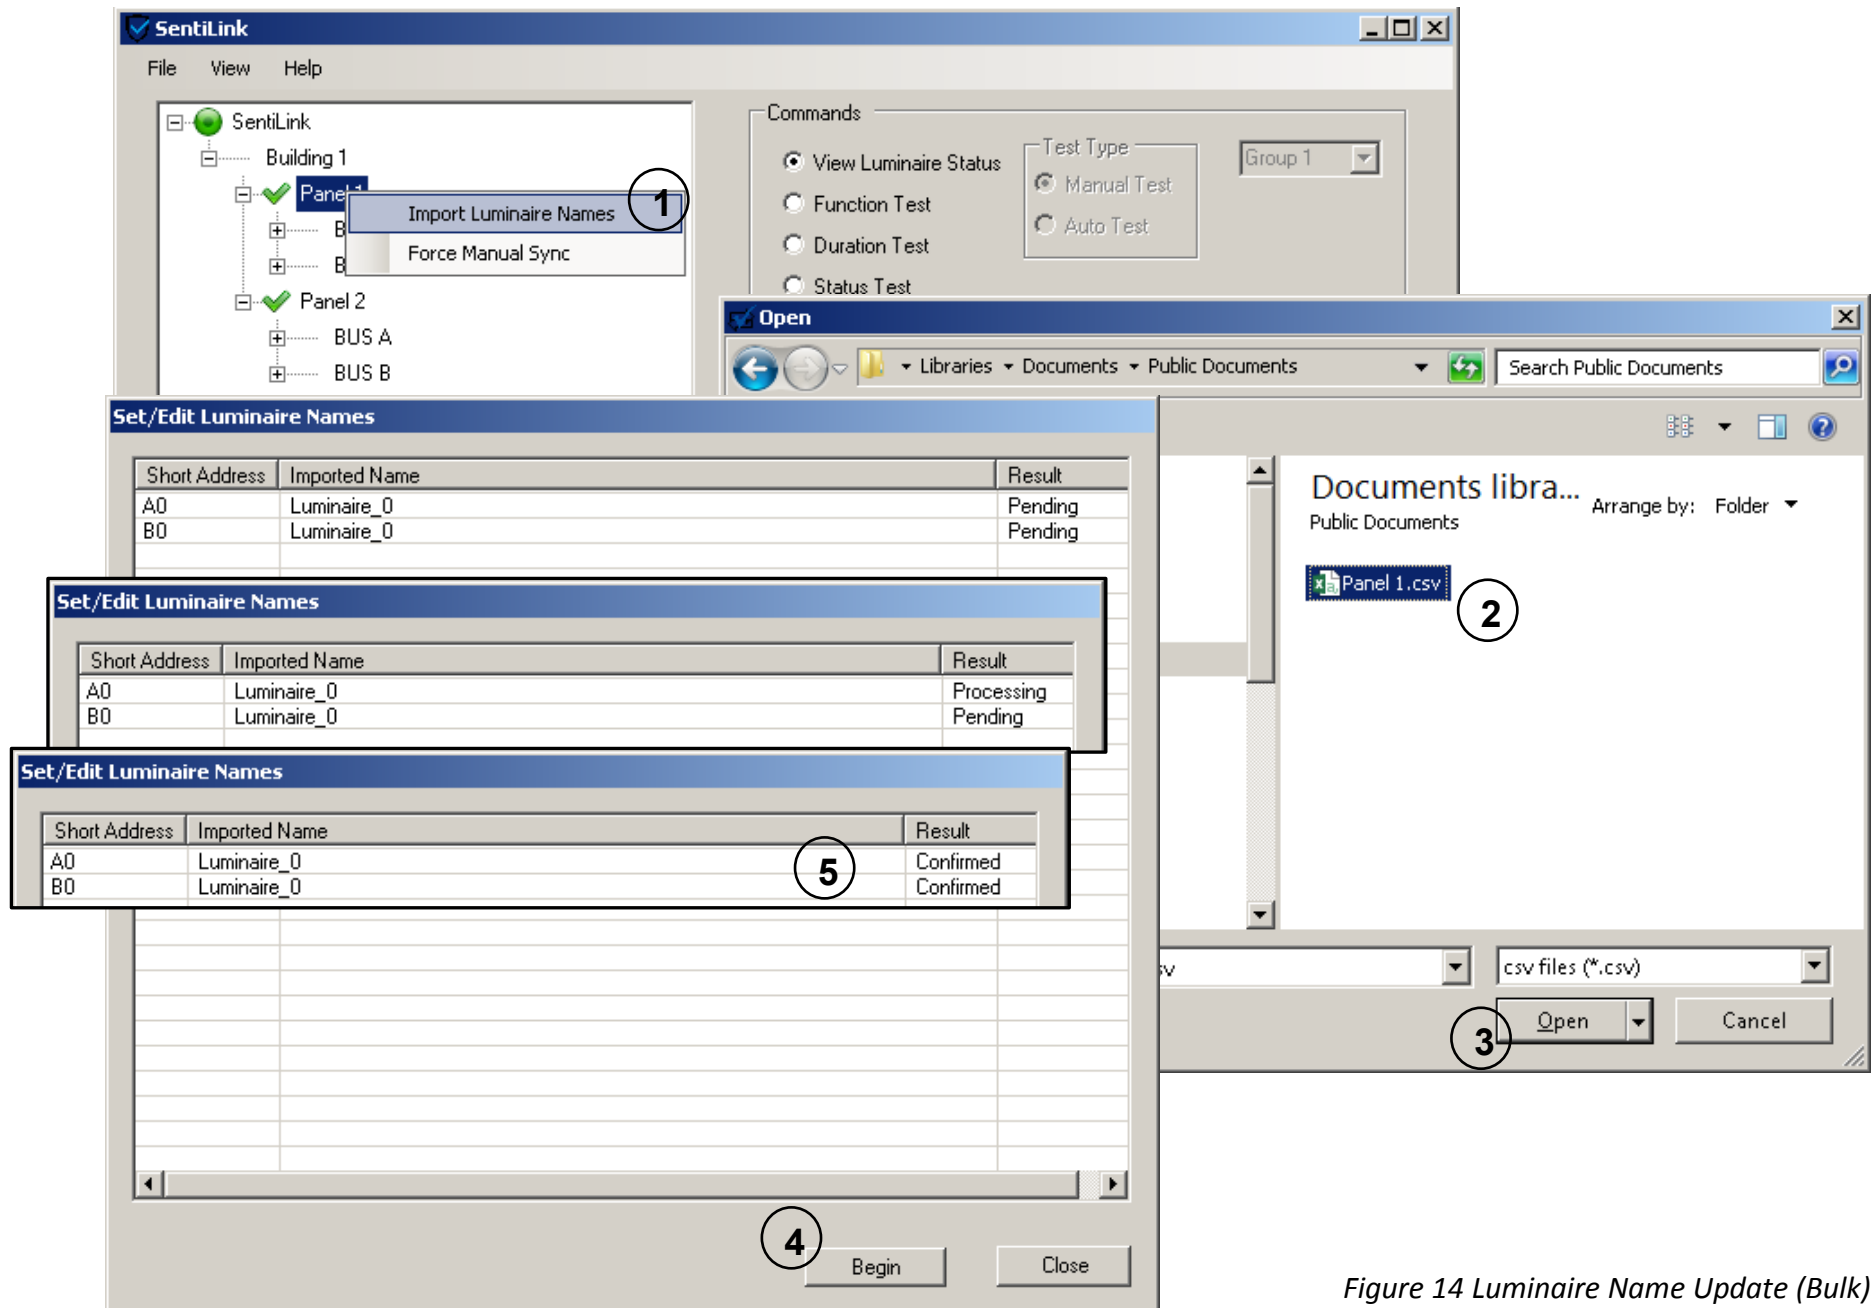 SentiLink
File View Help
SentiLink
Building 1
Panel 1
Import Luminaire Names
1
B
Force Manual Sync
B
Panel 2
BUS A
BUS B
Commands
View Luminaire Status
Function Test
Duration Test
Status Test
Test Type
Manual Test
Auto Test
Group 1
Open
Libraries Documents Public Documents
Search Public Documents
Documents libra...
Public Documents
Arrange by: Folder
Panel 1.csv
2
csv files (*.csv)
3
Open
Cancel
Set/Edit Luminaire Names
Short Address Imported Name Result
A0 Luminaire_0 Pending
B0 Luminaire_0 Pending
Set/Edit Luminaire Names
Short Address Imported Name Result
A0 Luminaire_0 Processing
B0 Luminaire_0 Pending
Set/Edit Luminaire Names
Short Address Imported Name Result
A0 Luminaire_0 Confirmed
B0 Luminaire_0 Confirmed
5
4
Begin
Close
Figure 14 Luminaire Name Update (Bulk)